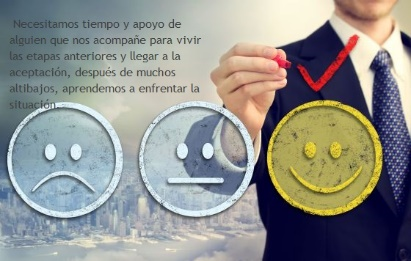 Necesitamos tiempo y apoyo de
alguien que nos acompañe para vivir
las etapas anteriores y llegar a la
aceptación, después de muchos
altibajos, aprendemos a enfrentar la
situación.